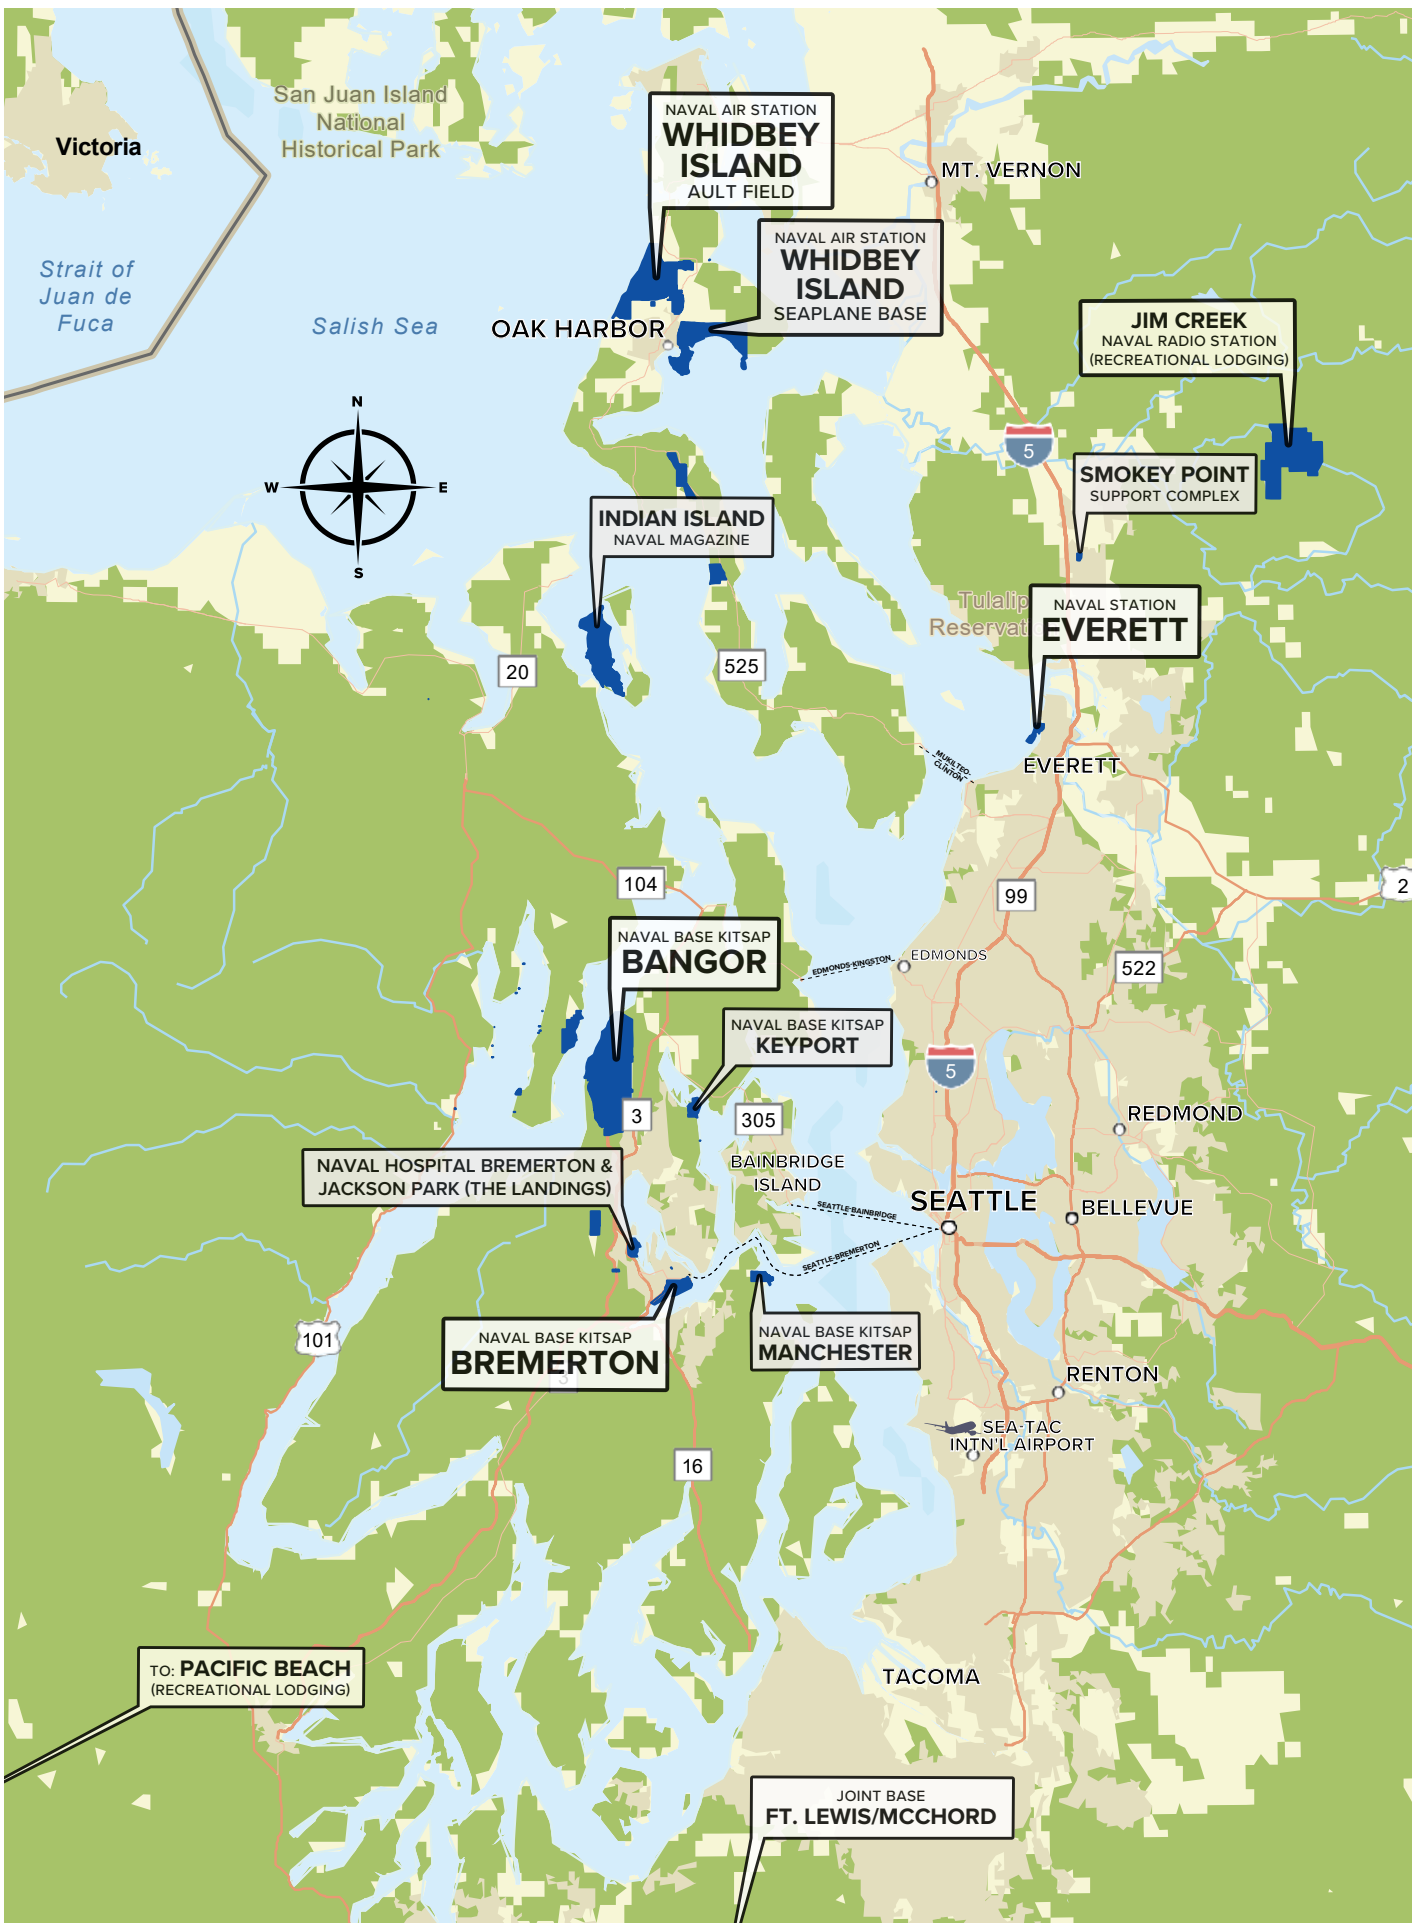 San Juan Island
National
Historical Park
Victoria
NAVAL AIR STATION
WHIDBEY
ISLAND
AULT FIELD
MT. VERNON
NAVAL AIR STATION
WHIDBEY
ISLAND
SEAPLANE BASE
Strait of
Juan de
Fuca
Salish Sea
OAK HARBOR
JIM CREEK
NAVAL RADIO STATION
(RECREATIONAL LODGING)
N
W
E
S
5
SMOKEY POINT
SUPPORT COMPLEX
INDIAN ISLAND
NAVAL MAGAZINE
Tulalip
Reservat
NAVAL STATION
EVERETT
20
525
MUKILTEO-
CLINTON
EVERETT
104
99
2
NAVAL BASE KITSAP
BANGOR
EDMONDS-KINGSTON
EDMONDS
522
NAVAL BASE KITSAP
KEYPORT
5
3
305
REDMOND
NAVAL HOSPITAL BREMERTON &
JACKSON PARK (THE LANDINGS)
BAINBRIDGE
ISLAND
SEATTLE-BAINBRIDGE
SEATTLE
BELLEVUE
SEATTLE-BREMERTON
101
NAVAL BASE KITSAP
BREMERTON
3
NAVAL BASE KITSAP
MANCHESTER
RENTON
SEA-TAC
INTN'L AIRPORT
16
TO: PACIFIC BEACH
(RECREATIONAL LODGING)
TACOMA
JOINT BASE
FT. LEWIS/MCCHORD